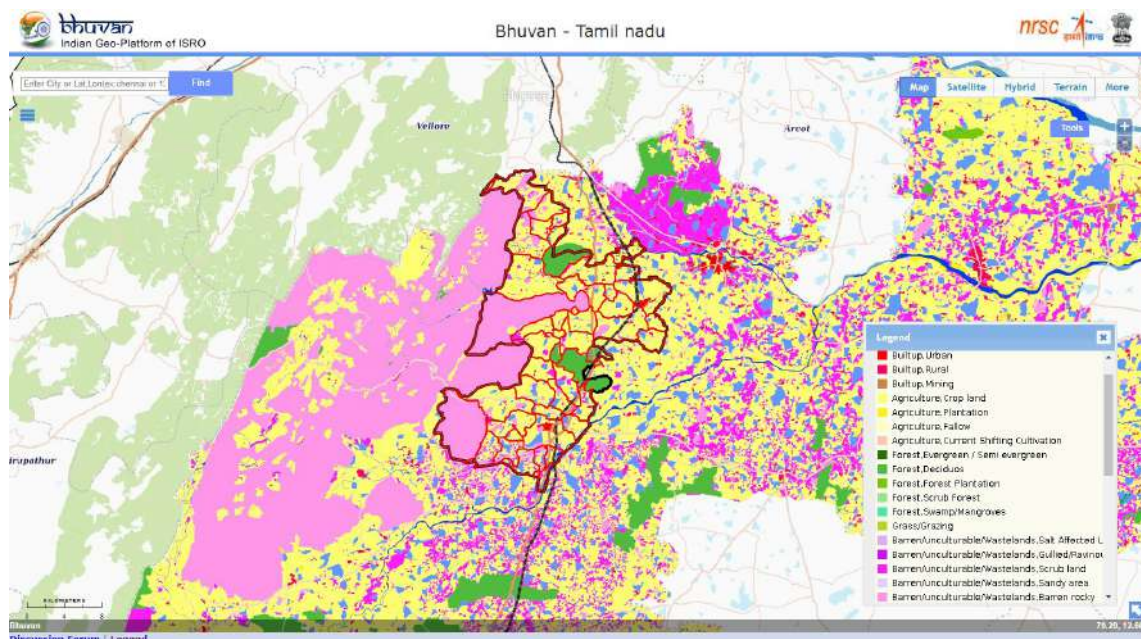 bhuvan
Indian Geo-Platform of ISRO
Bhuvan - Tamil nadu
nrsc
Find
Map Satellite Hybrid Terrain More
Tools
Vellore
Arcot
Legend
Builtup,Urban
Builtup,Rural
Builtup,Mining
Agriculture,Crop land
Agriculture,Plantation
Agriculture,Fallow
Agriculture,Current Shifting Cultivation
Forest,Evergreen / Semi evergreen
Forest,Deciduos
Forest,Forest Plantation
Forest,Scrub Forest
Forest,Swamp/Mangroves
Grass/Grazing
Barren/unculturable/Wastelands,Salt Affected L
Barren/unculturable/Wastelands,Gullied/Ravinou
Barren/unculturable/Wastelands,Scrub land
Barren/unculturable/Wastelands,Sandy area
Barren/unculturable/Wastelands,Barren rocky
irupathur
KILOMETERS
Bhuvan
Discussion Forum | Legend